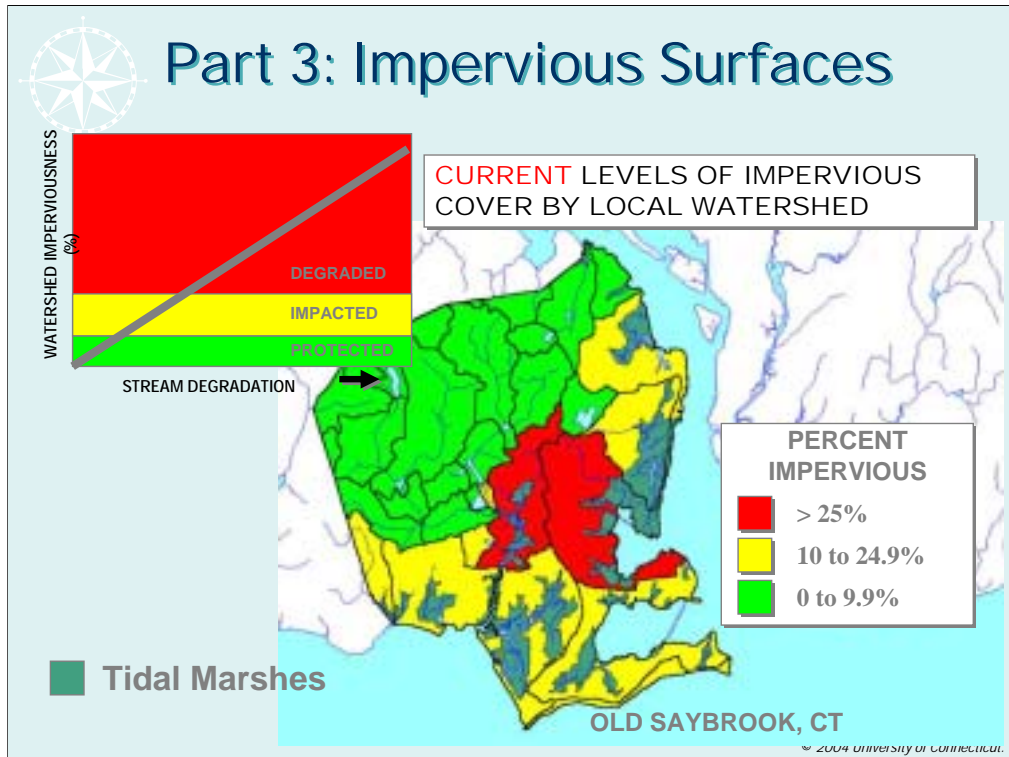 Part 3: Impervious Surfaces
WATERSHED IMPERVIOUSNESS
(%)
DEGRADED
IMPACTED
PROTECTED
STREAM DEGRADATION
CURRENT LEVELS OF IMPERVIOUS
COVER BY LOCAL WATERSHED
PERCENT
IMPERVIOUS
> 25%
10 to 24.9%
0 to 9.9%
Tidal Marshes
OLD SAYBROOK, CT
© 2004 University of Connecticut.